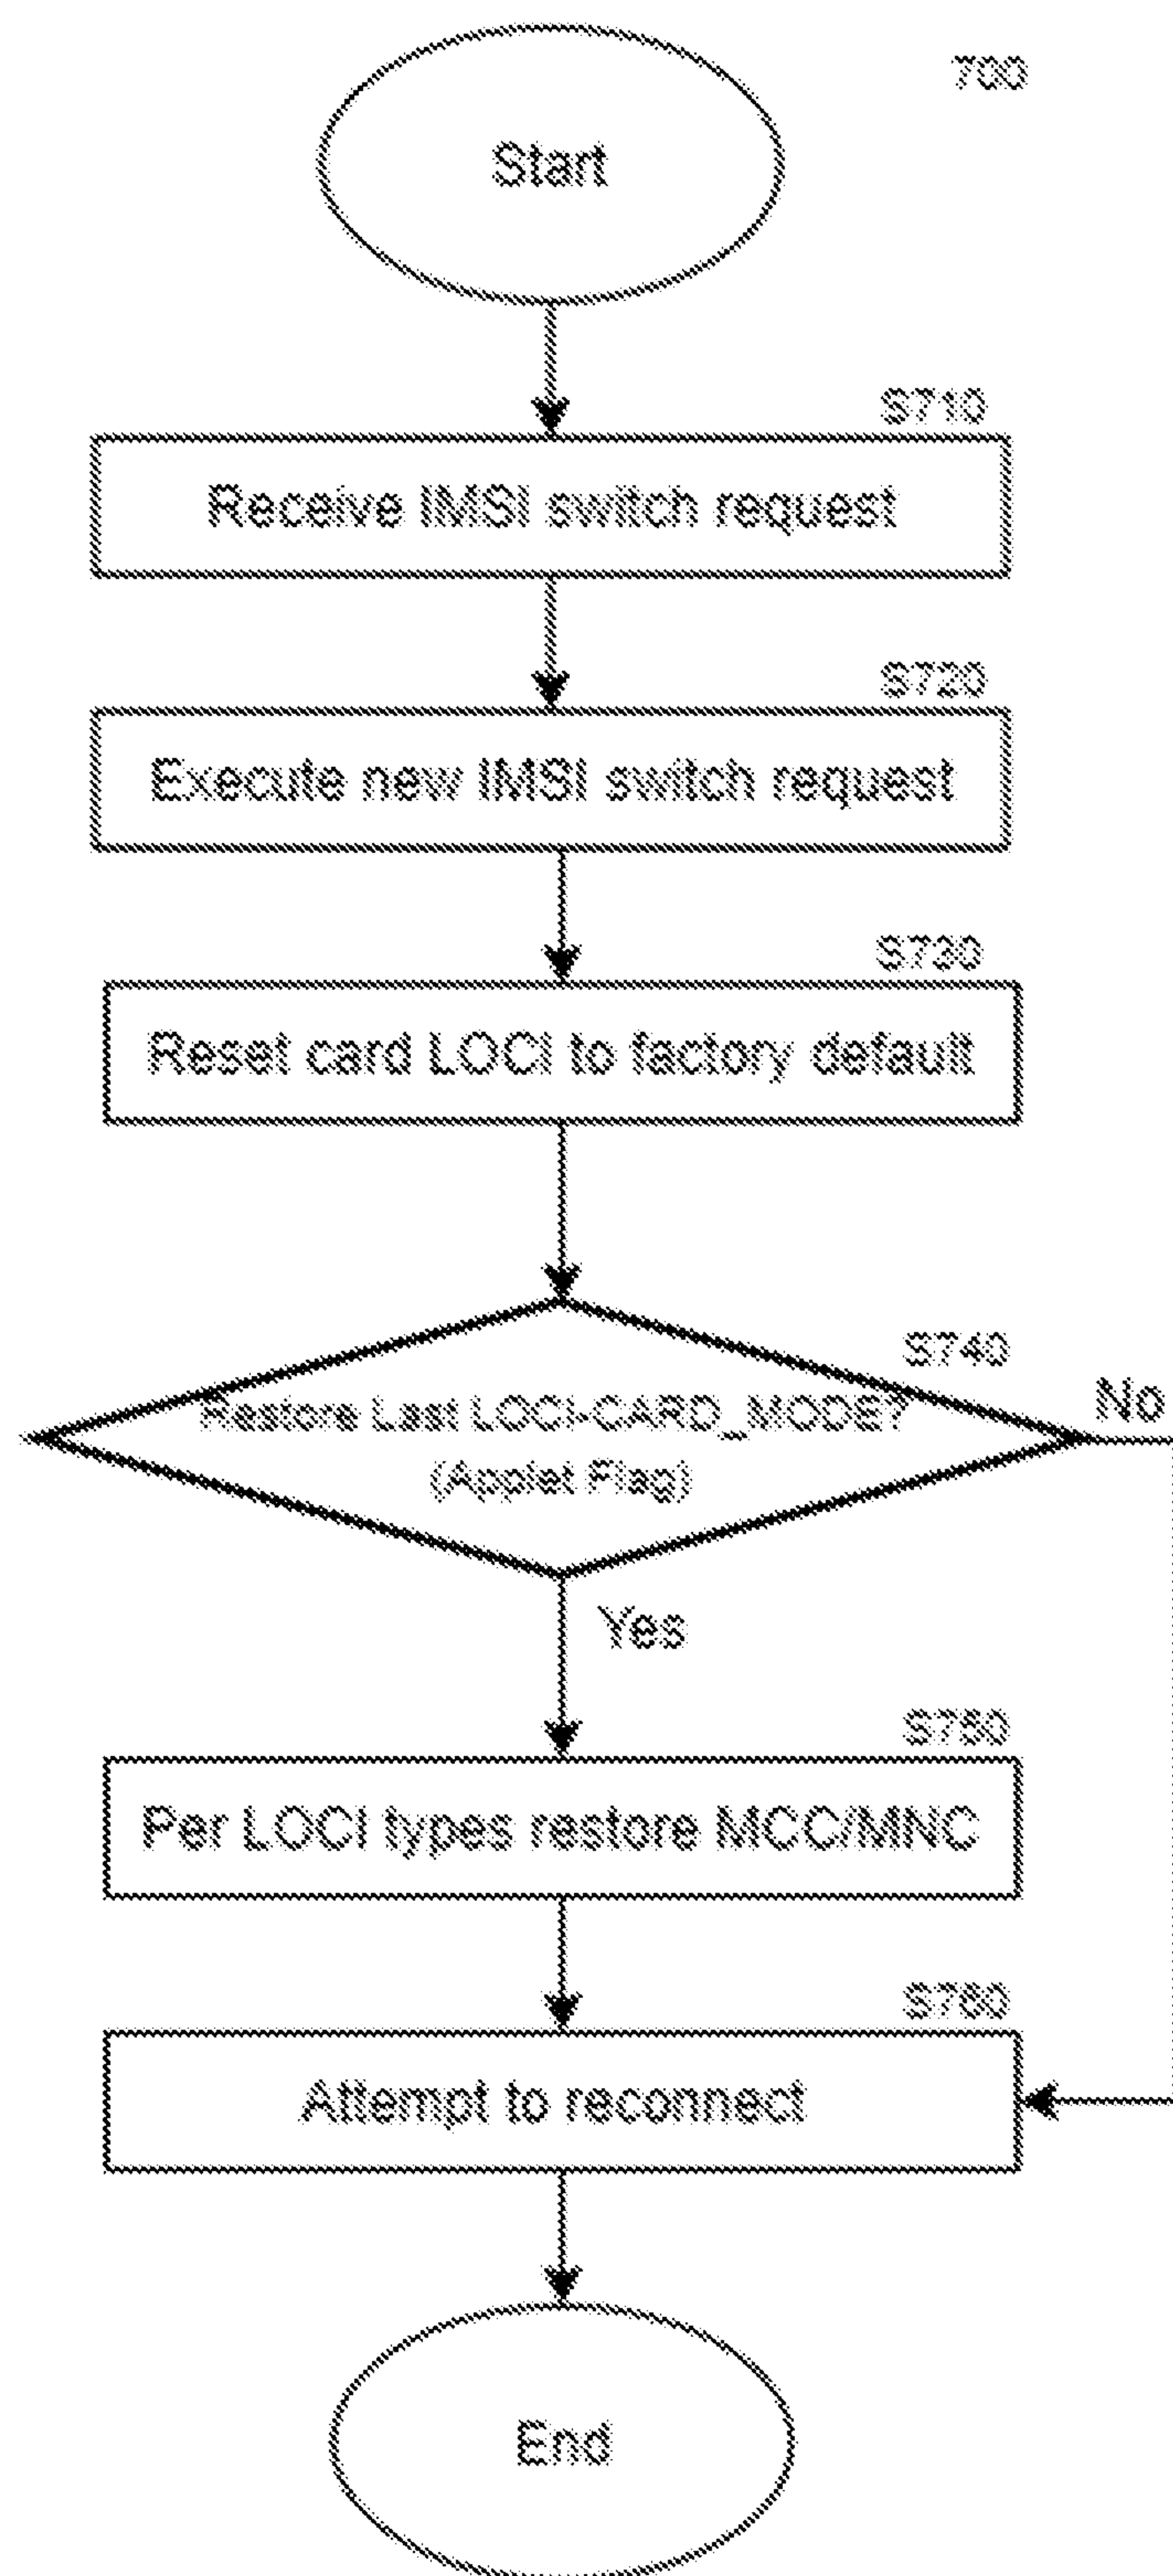 700
Start
S710
Receive IMSI switch request
S720
Execute new IMSI switch request
S730
Reset card LOCI to factory default
S740
Restore Last LOCI-CARD_MODE?
(Applet Flag)
No
Yes
S750
Per LOCI types restore MCC/MNC
S760
Attempt to reconnect
End